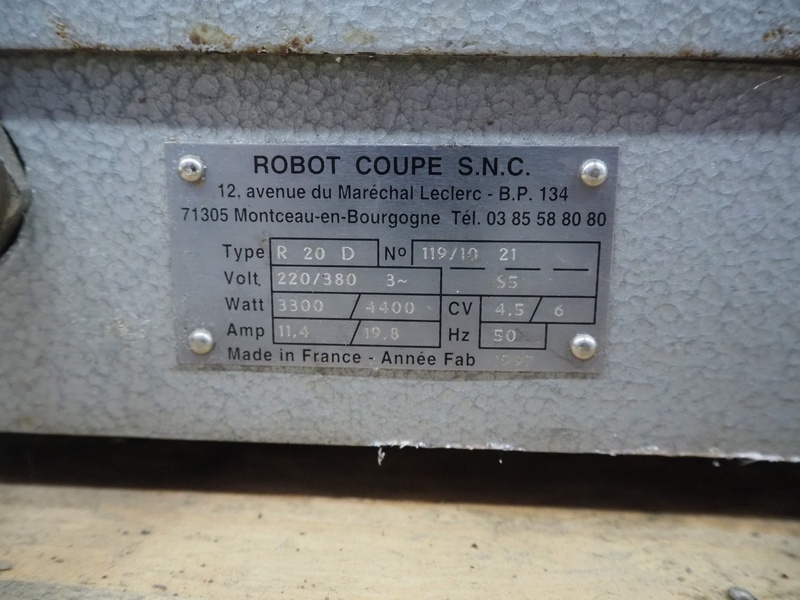 ROBOT COUPE S.N.C.
12, avenue du Maréchal Leclerc - B.P. 134
71305 Montceau-en-Bourgogne Tél. 03 85 58 80 80
Type R 20 D Nº 119/10 21
Volt 220/380 3~ S5
Watt 3300 / 4400 CV 4.5 / 6
Amp 11,4 / 19,8 Hz 50
Made in France - Année Fab